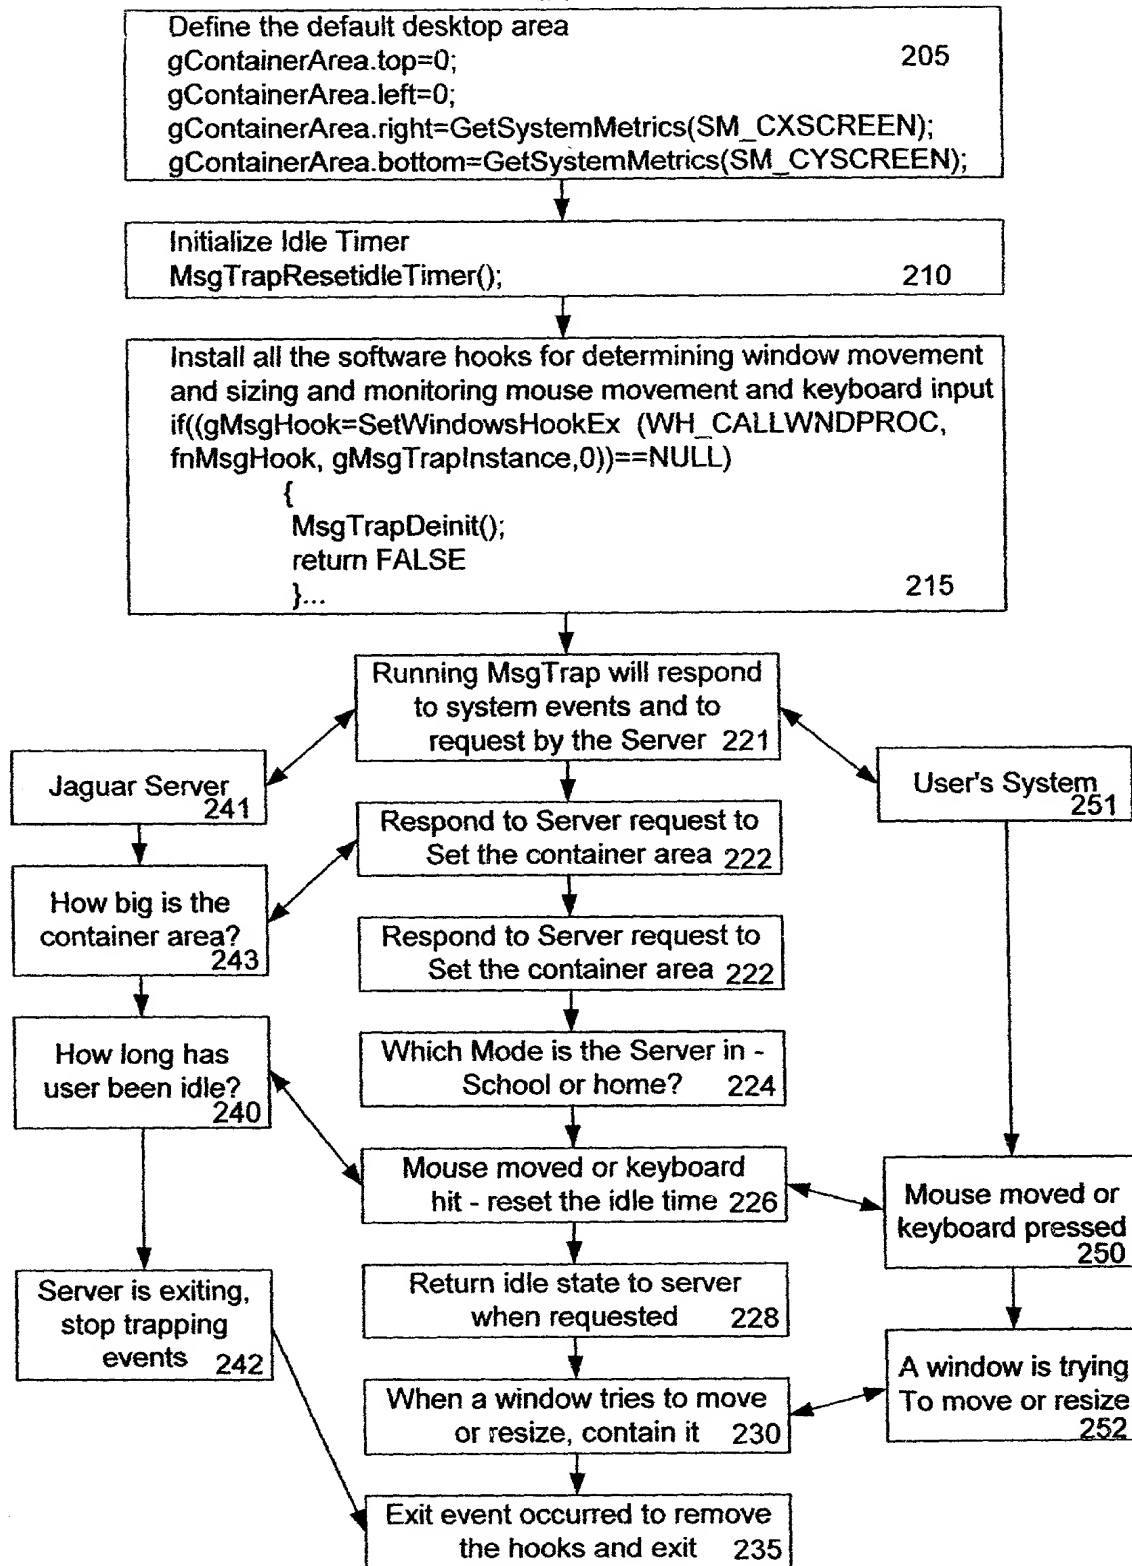 Define the default desktop area
205
gContainerArea.top=0;
gContainerArea.left=0;
gContainerArea.right=GetSystemMetrics(SM_CXSCREEN);
gContainerArea.bottom=GetSystemMetrics(SM_CYSCREEN);
Initialize Idle Timer
MsgTrapResetidleTimer();
210
Install all the software hooks for determining window movement
and sizing and monitoring mouse movement and keyboard input
if((gMsgHook=SetWindowsHookEx (WH_CALLWNDPROC,
fnMsgHook, gMsgTrapInstance,0))==NULL)
{
MsgTrapDeinit();
return FALSE
}...
215
Running MsgTrap will respond
to system events and to
request by the Server 221
Jaguar Server
241
User's System
251
Respond to Server request to
Set the container area 222
How big is the
container area?
243
Respond to Server request to
Set the container area 222
How long has
user been idle?
240
Which Mode is the Server in -
School or home? 224
Mouse moved or keyboard
hit - reset the idle time 226
Mouse moved or
keyboard pressed
250
Server is exiting,
stop trapping
events 242
Return idle state to server
when requested 228
A window is trying
To move or resize
252
When a window tries to move
or resize, contain it 230
Exit event occurred to remove
the hooks and exit 235